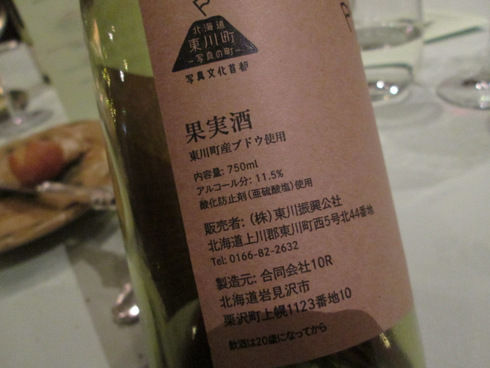 北海道
東川町
～写真の町～
写真文化首都
果実酒
東川町産ブドウ使用
内容量: 750ml
アルコール分: 11.5%
酸化防止剤(亜硫酸塩)使用
販売者: (株)東川振興公社
北海道上川郡東川町西5号北44番地
Tel: 0166-82-2632
製造元: 合同会社10R
北海道岩見沢市
栗沢町上幌1123番地10
飲酒は20歳になってから